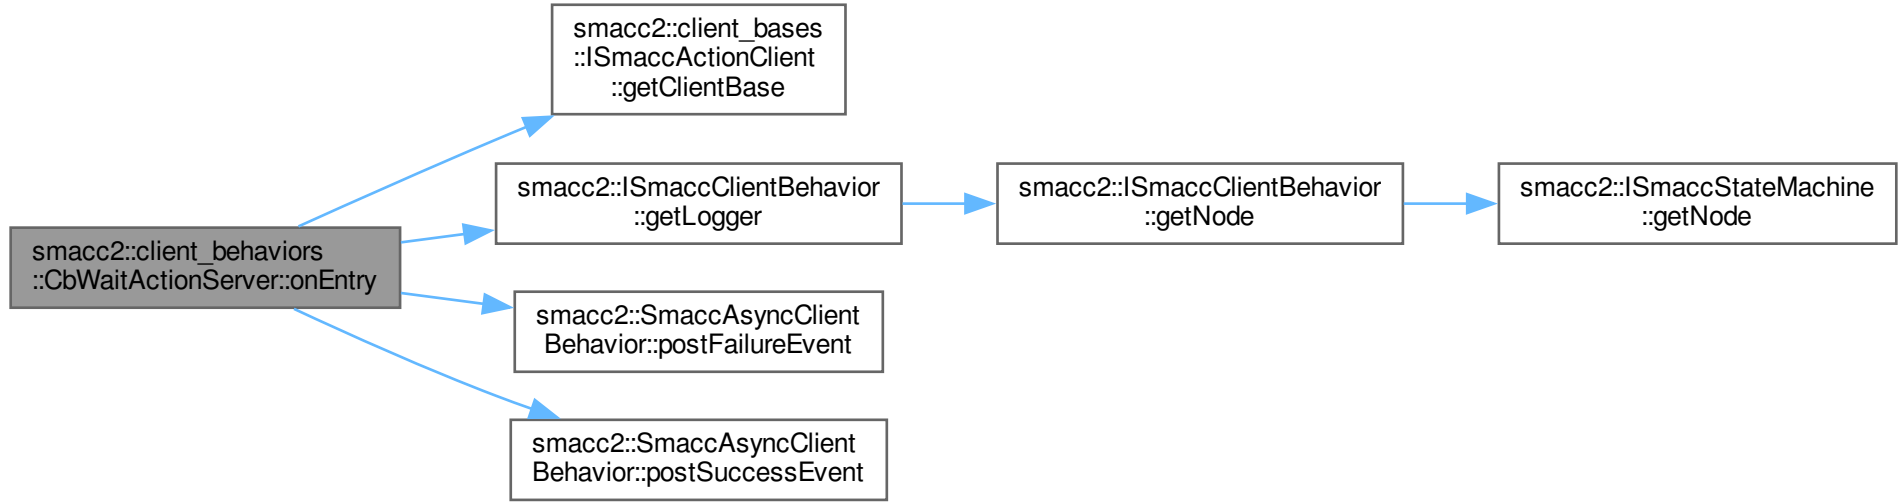 smacc2::client_bases
::ISmaccActionClient
::getClientBase
smacc2::ISmaccClientBehavior
::getLogger
smacc2::ISmaccClientBehavior
::getNode
smacc2::ISmaccStateMachine
::getNode
smacc2::client_behaviors
::CbWaitActionServer::onEntry
smacc2::SmaccAsyncClient
Behavior::postFailureEvent
smacc2::SmaccAsyncClient
Behavior::postSuccessEvent